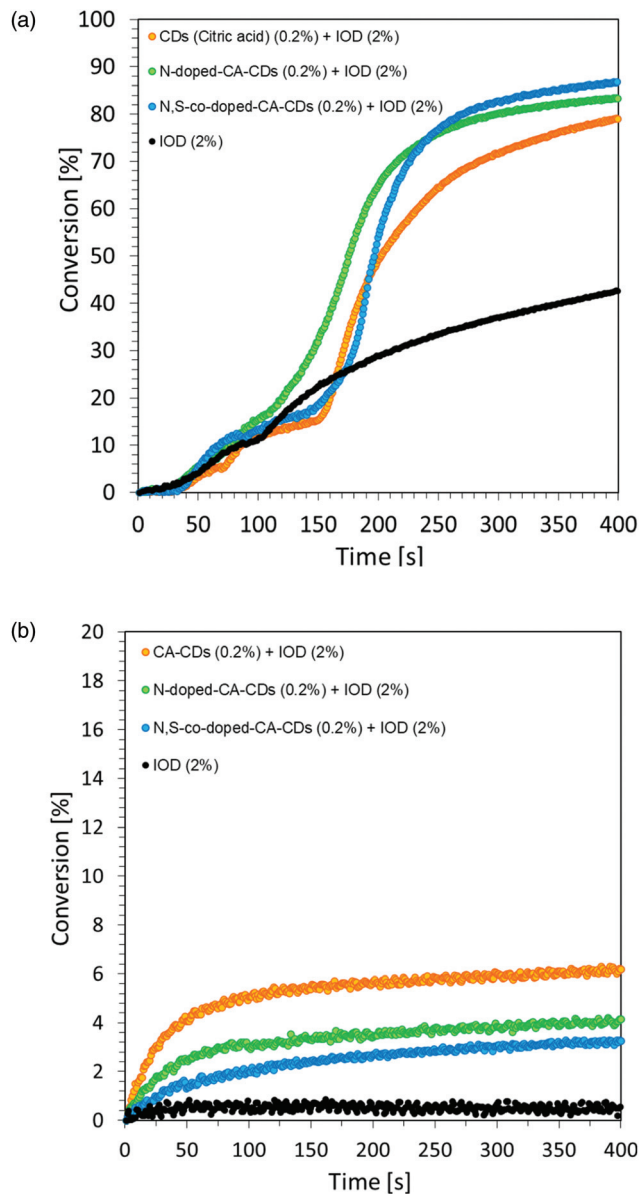 (a)
CDs (Citric acid) (0.2%) + IOD (2%)
N-doped-CA-CDs (0.2%) + IOD (2%)
N,S-co-doped-CA-CDs (0.2%) + IOD (2%)
IOD (2%)
Conversion [%]
100
90
80
70
60
50
40
30
20
10
0
0 50 100 150 200 250 300 350 400
Time [s]
(b)
CA-CDs (0.2%) + IOD (2%)
N-doped-CA-CDs (0.2%) + IOD (2%)
N,S-co-doped-CA-CDs (0.2%) + IOD (2%)
IOD (2%)
Conversion [%]
20
18
16
14
12
10
8
6
4
2
0
0 50 100 150 200 250 300 350 400
Time [s]